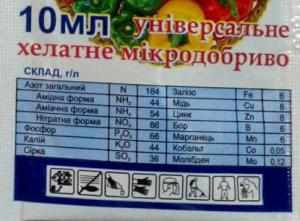 10мл універсальне
хелатне мікродобриво
СКЛАД, г/л
Азот загальний N 184 Залізо Fe 6
Амідна форма NH₂ 44 Мідь Cu 8
Аміачна форма NH₄ 54 Цинк Zn 8
Нітратна форма NO₃ 86 Бор B 6
Фосфор P₂O₅ 66 Марганець Mn 6
Калій K₂O 44 Кобальт Co 0,05
Сірка SO₃ 36 Молібден Mo 0,12